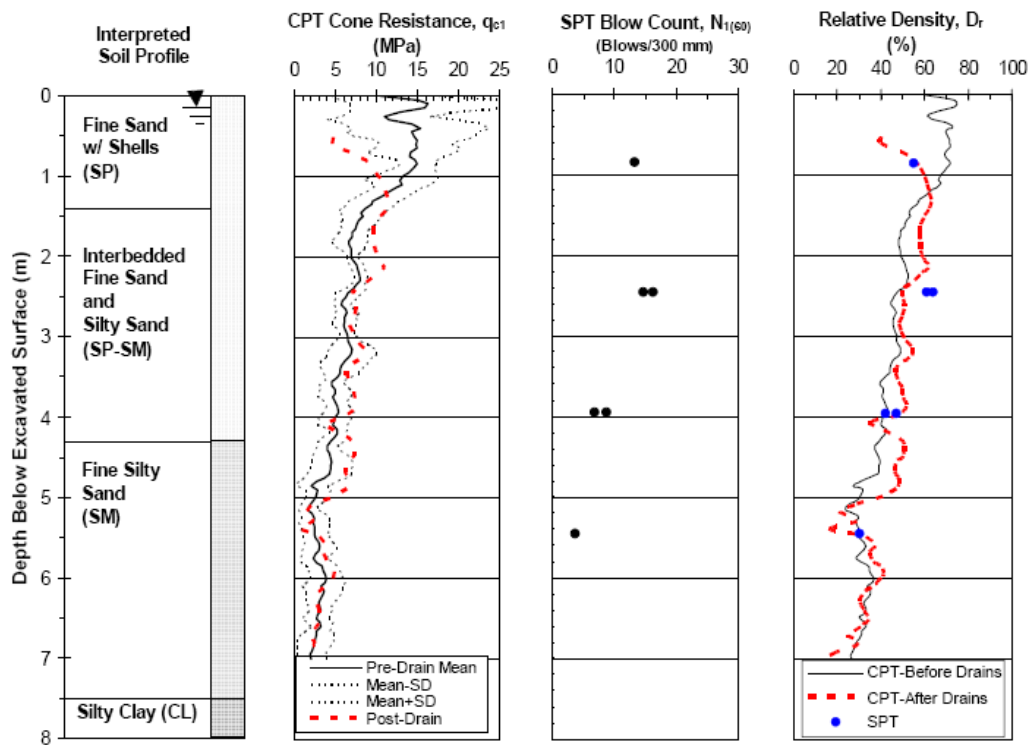 Interpreted
Soil Profile
CPT Cone Resistance, qc1
(MPa)
0 5 10 15 20 25
SPT Blow Count, N1(60)
(Blows/300 mm)
0 10 20 30
Relative Density, Dr
(%)
0 20 40 60 80 100
Depth Below Excavated Surface (m)
0
1
2
3
4
5
6
7
8
Fine Sand
w/ Shells
(SP)
Interbedded
Fine Sand
and
Silty Sand
(SP-SM)
Fine Silty
Sand
(SM)
Silty Clay (CL)
Pre-Drain Mean
Mean-SD
Mean+SD
Post-Drain
CPT-Before Drains
CPT-After Drains
SPT